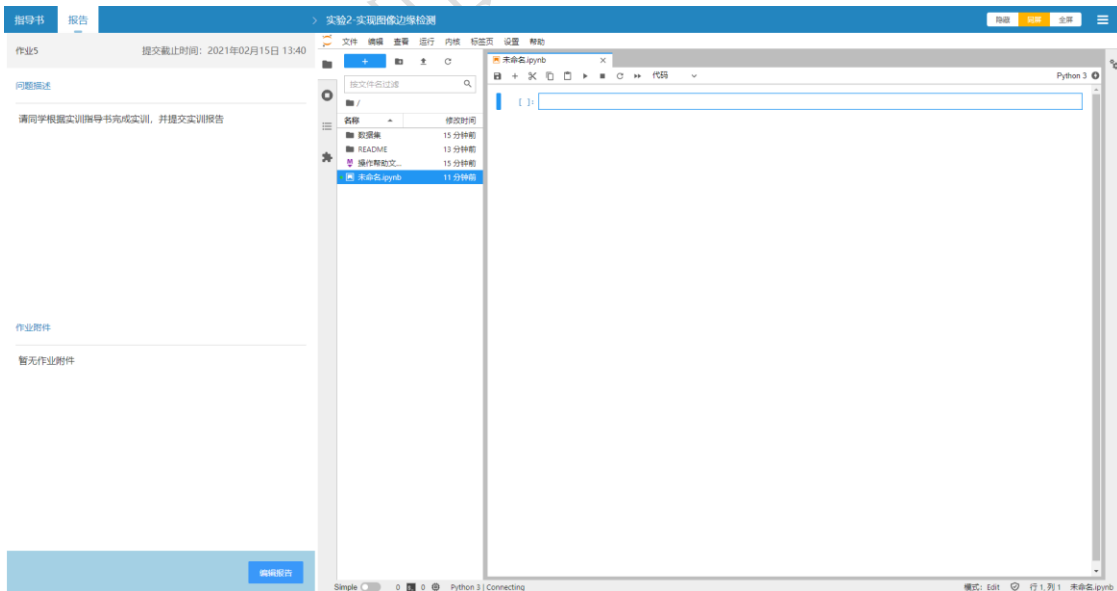 指导书 报告
> 实验2-实现图像边缘检测
隐藏 同屏 全屏
作业5 提交截止时间：2021年02月15日 13:40
问题描述
请同学根据实训指导书完成实训，并提交实训报告
作业附件
暂无作业附件
编辑报告
文件 编辑 查看 运行 内核 标签页 设置 帮助
按文件名过滤
/
名称 修改时间
数据集 15 分钟前
README 13 分钟前
操作帮助文... 15 分钟前
未命名.ipynb 11 分钟前
未命名.ipynb ×
代码
Python 3
[ ]:
Simple 0 0 Python 3 | Connecting
模式: Edit 行 1, 列 1 未命名.ipynb